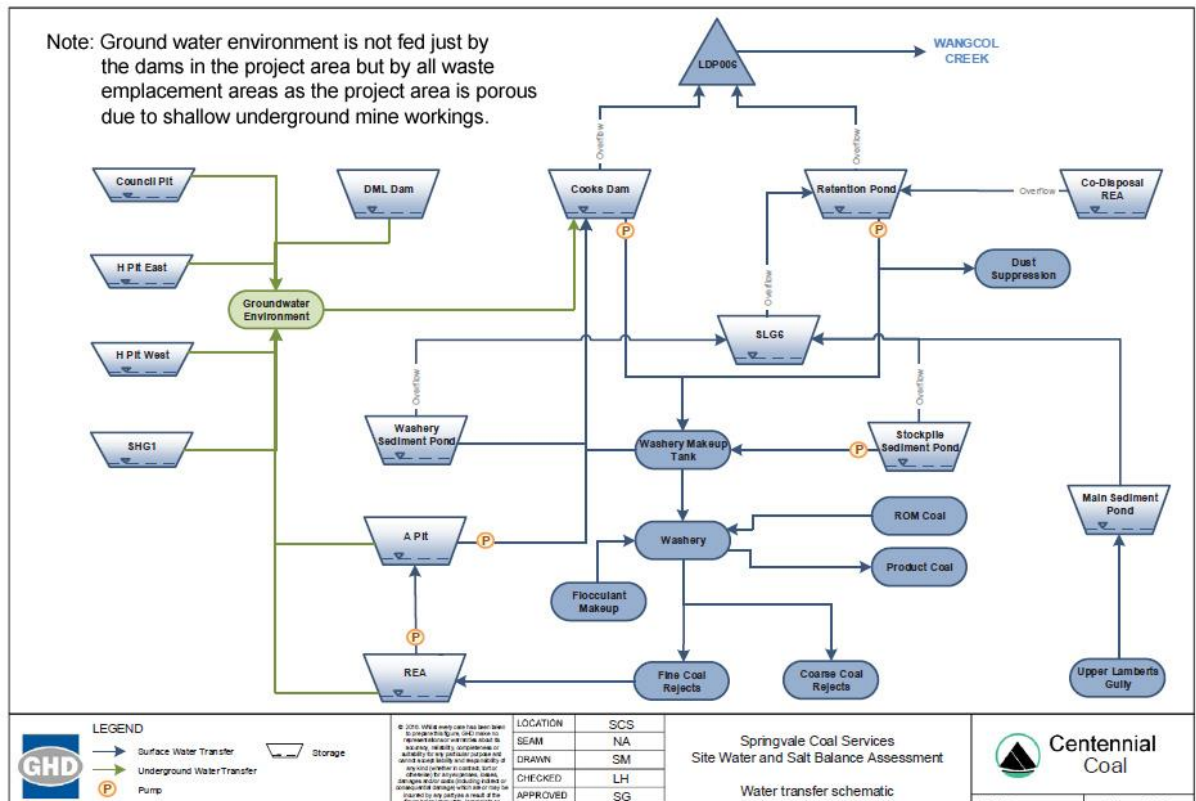 Note: Ground water environment is not fed just by
the dams in the project area but by all waste
emplacement areas as the project area is porous
due to shallow underground mine workings.
LDP006
WANGCOL
CREEK
Overflow
Overflow
Council Pit
DML Dam
Cooks Dam
Retention Pond
Overflow
Co-Disposal
REA
P
P
H Pit East
Dust
Suppression
Overflow
Groundwater
Environment
SLG6
H Pit West
Overflow
Overflow
Washery
Sediment Pond
SHG1
Washery Makeup
Tank
P
Stockpile
Sediment Pond
Main Sediment
Pond
ROM Coal
A Pit
P
Washery
Product Coal
Flocculant
Makeup
P
REA
Fine Coal
Rejects
Coarse Coal
Rejects
Upper Lamberts
Gully
GHD
LEGEND
Surface Water Transfer
Storage
Underground Water Transfer
P
Pump
LOCATION SCS
SEAM NA
DRAWN SM
CHECKED LH
APPROVED SG
Springvale Coal Services
Site Water and Salt Balance Assessment
Water transfer schematic
Centennial
Coal